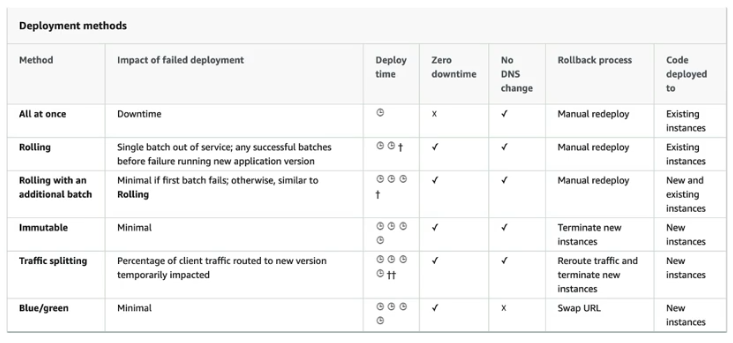 Deployment methods
Method Impact of failed deployment Deploy time Zero downtime No DNS change Rollback process Code deployed to
All at once Downtime ◷ x ✓ Manual redeploy Existing instances
Rolling Single batch out of service; any successful batches before failure running new application version ◷ ◷ † ✓ ✓ Manual redeploy Existing instances
Rolling with an additional batch Minimal if first batch fails; otherwise, similar to Rolling ◷ ◷ ◷ † ✓ ✓ Manual redeploy New and existing instances
Immutable Minimal ◷ ◷ ◷ ◷ ✓ ✓ Terminate new instances New instances
Traffic splitting Percentage of client traffic routed to new version temporarily impacted ◷ ◷ ◷ ◷ †† ✓ ✓ Reroute traffic and terminate new instances New instances
Blue/green Minimal ◷ ◷ ◷ ◷ ✓ x Swap URL New instances